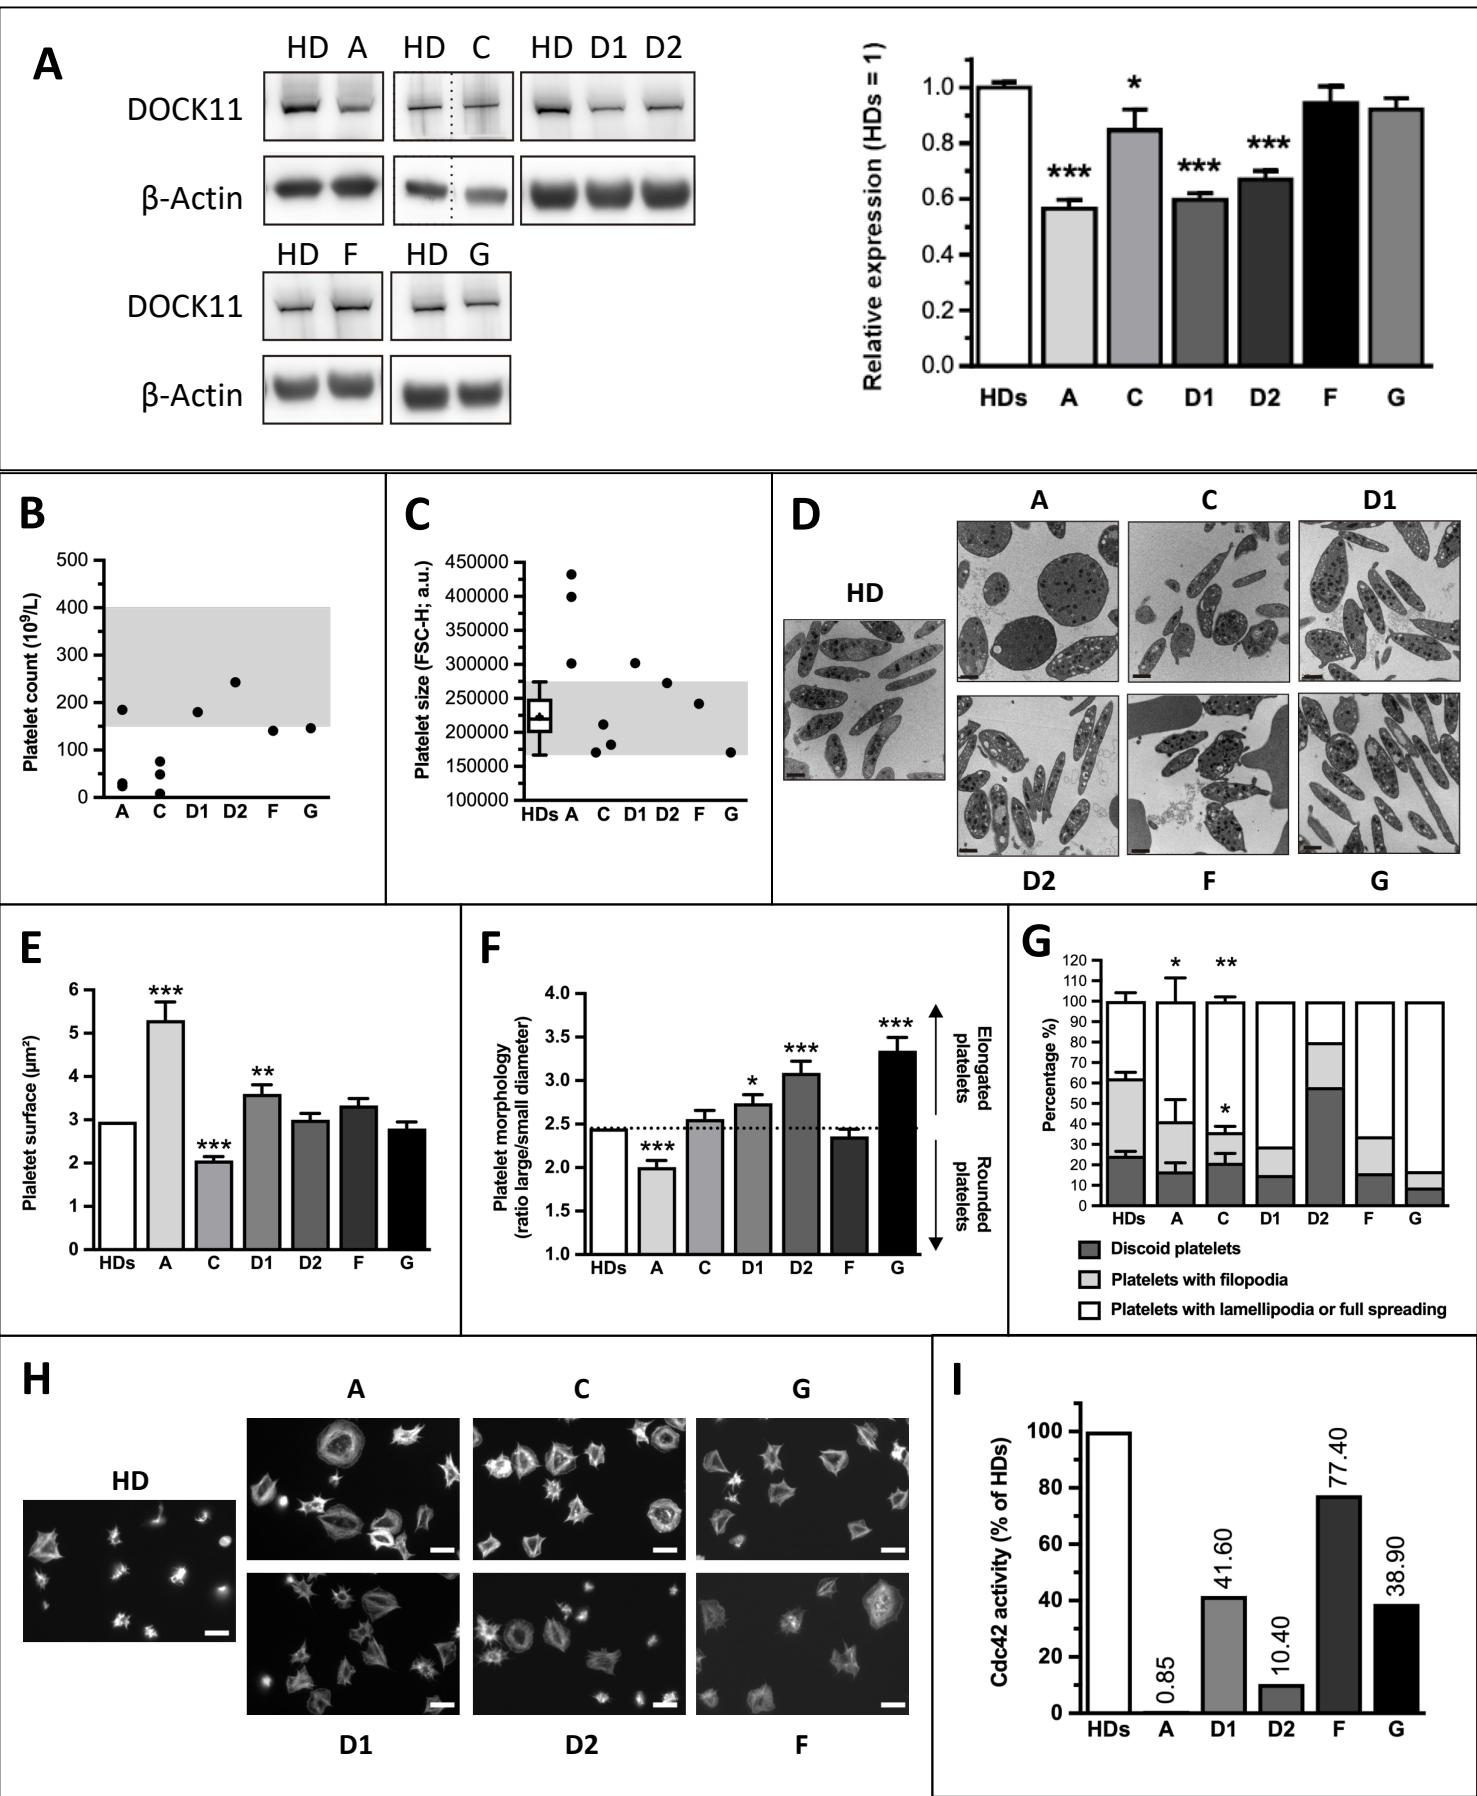 A
HD A HD C HD D1 D2
DOCK11
β-Actin
HD F HD G
DOCK11
β-Actin
Relative expression (HDs = 1)
1.0
0.8
0.6
0.4
0.2
0.0
*
***
***
***
HDs A C D1 D2 F G
B
Platelet count (10⁹/L)
500
400
300
200
100
0
A C D1 D2 F G
C
Platelet size (FSC-H; a.u.)
450000
400000
350000
300000
250000
200000
150000
100000
HDs A C D1 D2 F G
D
A C D1
HD
D2 F G
E
Plaletet surface (µm²)
6
5
4
3
2
1
0
***
***
**
HDs A C D1 D2 F G
F
Platelet morphology
(ratio large/small diameter)
4.0
3.5
3.0
2.5
2.0
1.5
1.0
***
*
***
***
HDs A C D1 D2 F G
Elongated
platelets
Rounded
platelets
G
Percentage %)
120
110
100
90
80
70
60
50
40
30
20
10
0
* **
*
HDs A C D1 D2 F G
Discoid platelets
Platelets with filopodia
Platelets with lamellipodia or full spreading
H
A C G
HD
D1 D2 F
I
Cdc42 activity (% of HDs)
100
80
60
40
20
0
0.85
41.60
10.40
77.40
38.90
HDs A D1 D2 F G